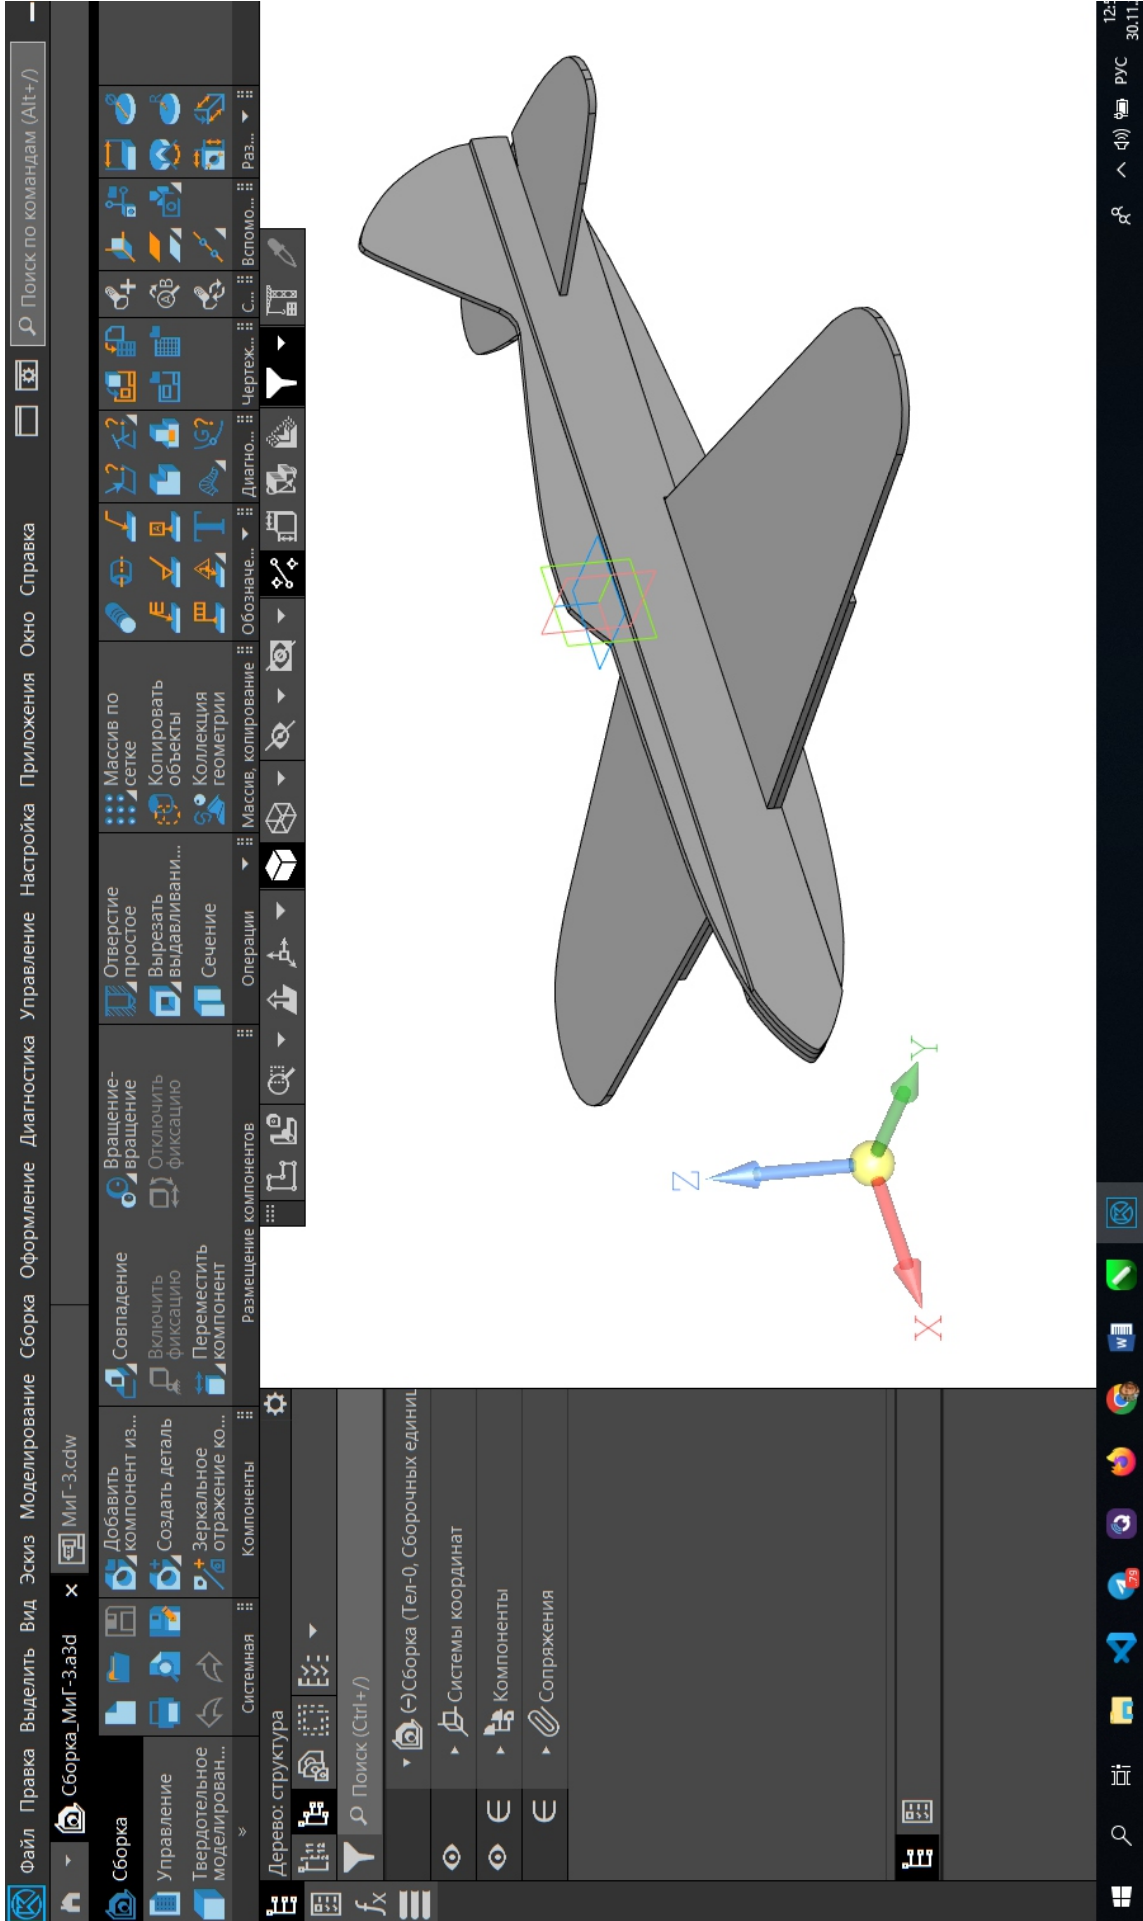 Файл Правка Выделить Вид Эскиз Моделирование Сборка Оформление Диагностика Управление Настройка Приложения Окно Справка
Поиск по командам (Alt+/)
Сборка_МиГ-3.a3d
МиГ-3.cdw
Сборка
Управление
Твердотельное
моделирован...
Системная
Добавить
компонент из...
Создать деталь
Зеркальное
отражение ко...
Компоненты
Совпадение
Включить
фиксацию
Переместить
компонент
Вращение-
вращение
Отключить
фиксацию
Размещение компонентов
Отверстие
простое
Вырезать
выдавливани...
Сечение
Операции
Массив по
сетке
Копировать
объекты
Коллекция
геометрии
Массив, копирование
Обозначе...
Диагно...
Чертеж...
С...
Вспомо...
Раз...
Дерево: структура
Поиск (Ctrl+/)
(-)Сборка (Тел-0, Сборочных единиц
Системы координат
Компоненты
Сопряжения
Z
Y
X
79
РУС
30.11.